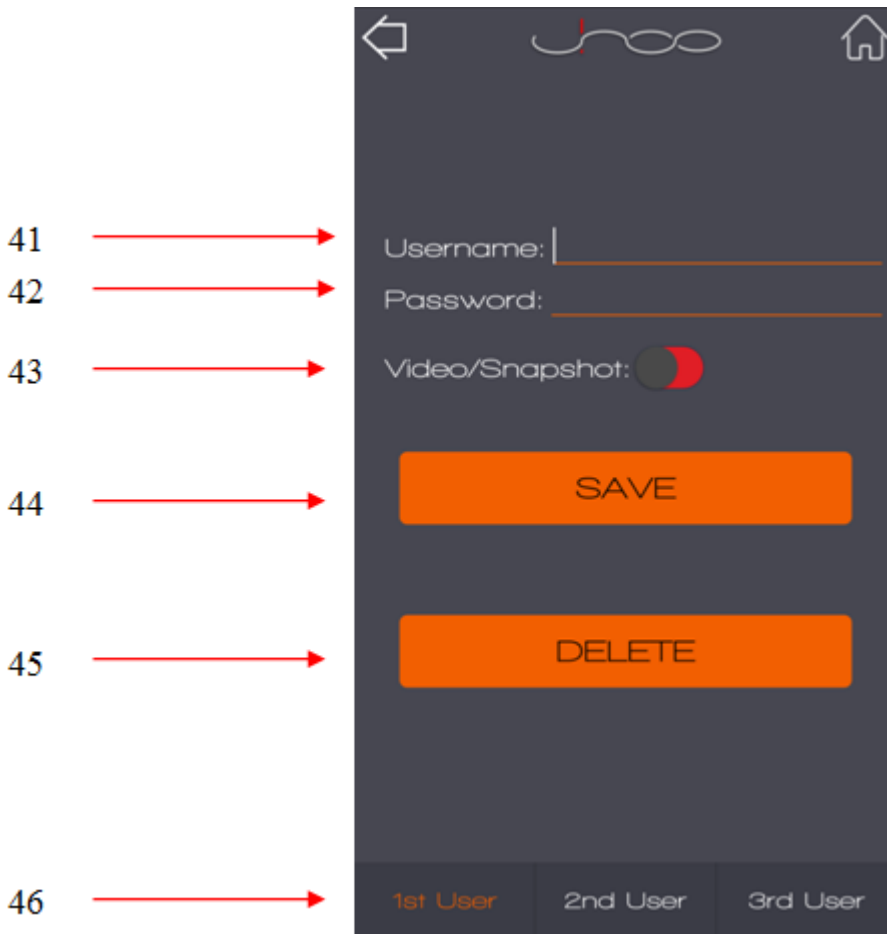 41 Username:
42 Password:
43 Video/Snapshot:
44 SAVE
45 DELETE
46 1st User 2nd User 3rd User